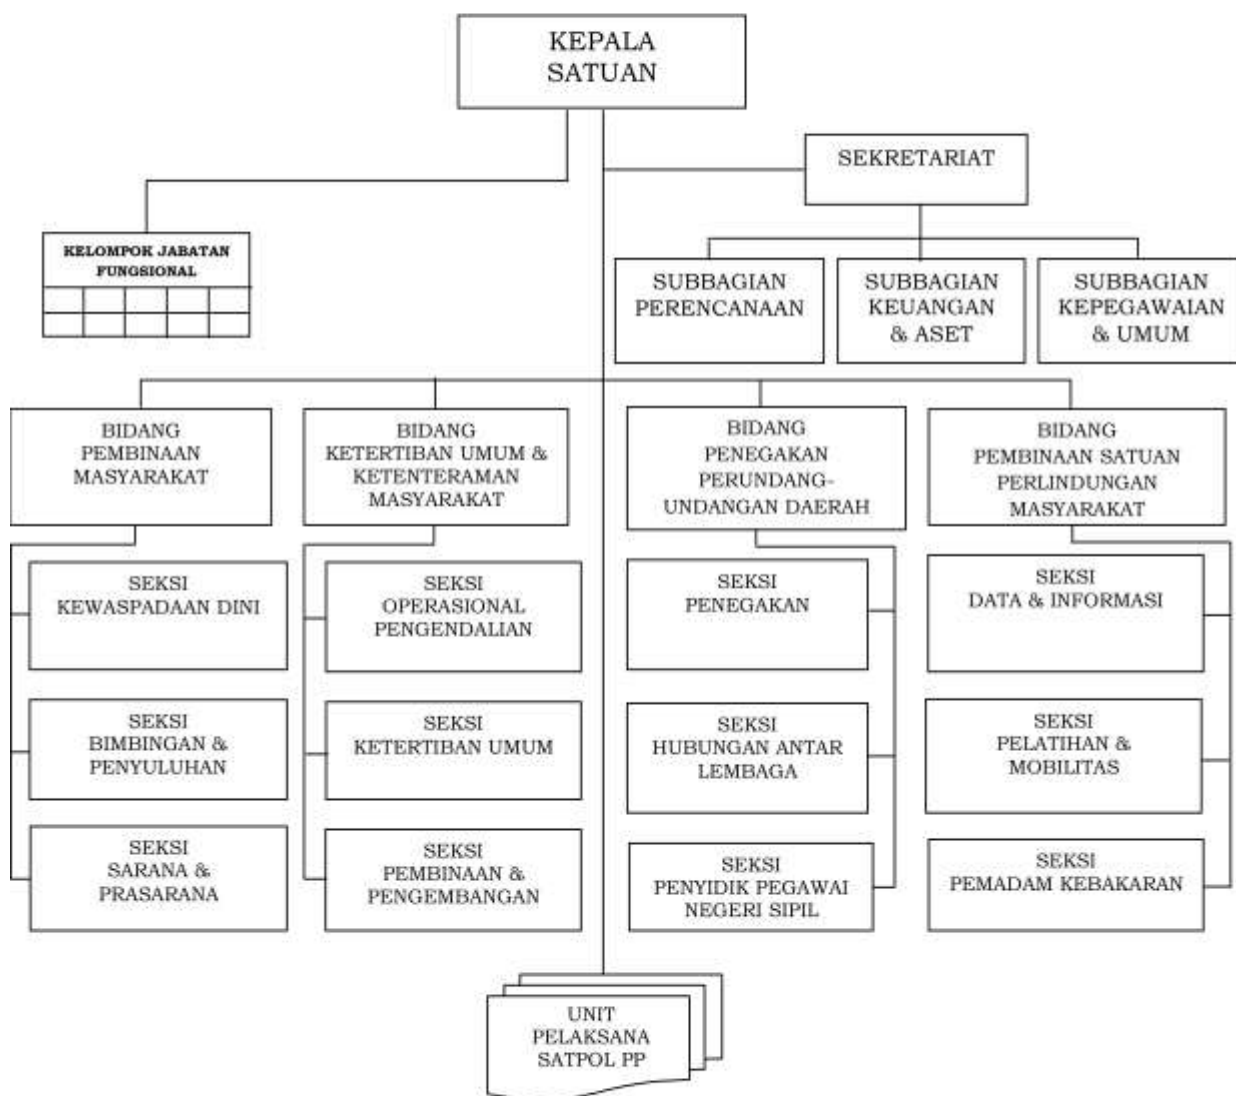 KEPALA
SATUAN
SEKRETARIAT
KELOMPOK JABATAN
FUNGSIONAL
SUBBAGIAN
PERENCANAAN
SUBBAGIAN
KEUANGAN
& ASET
SUBBAGIAN
KEPEGAWAIAN
& UMUM
BIDANG
PEMBINAAN
MASYARAKAT
BIDANG
KETERTIBAN UMUM &
KETENTERAMAN
MASYARAKAT
BIDANG
PENEGAKAN
PERUNDANG-
UNDANGAN DAERAH
BIDANG
PEMBINAAN SATUAN
PERLINDUNGAN
MASYARAKAT
SEKSI
KEWASPADAAN DINI
SEKSI
OPERASIONAL
PENGENDALIAN
SEKSI
PENEGAKAN
SEKSI
DATA & INFORMASI
SEKSI
BIMBINGAN &
PENYULUHAN
SEKSI
KETERTIBAN UMUM
SEKSI
HUBUNGAN ANTAR
LEMBAGA
SEKSI
PELATIHAN &
MOBILITAS
SEKSI
SARANA &
PRASARANA
SEKSI
PEMBINAAN &
PENGEMBANGAN
SEKSI
PENYIDIK PEGAWAI
NEGERI SIPIL
SEKSI
PEMADAM KEBAKARAN
UNIT
PELAKSANA
SATPOL PP